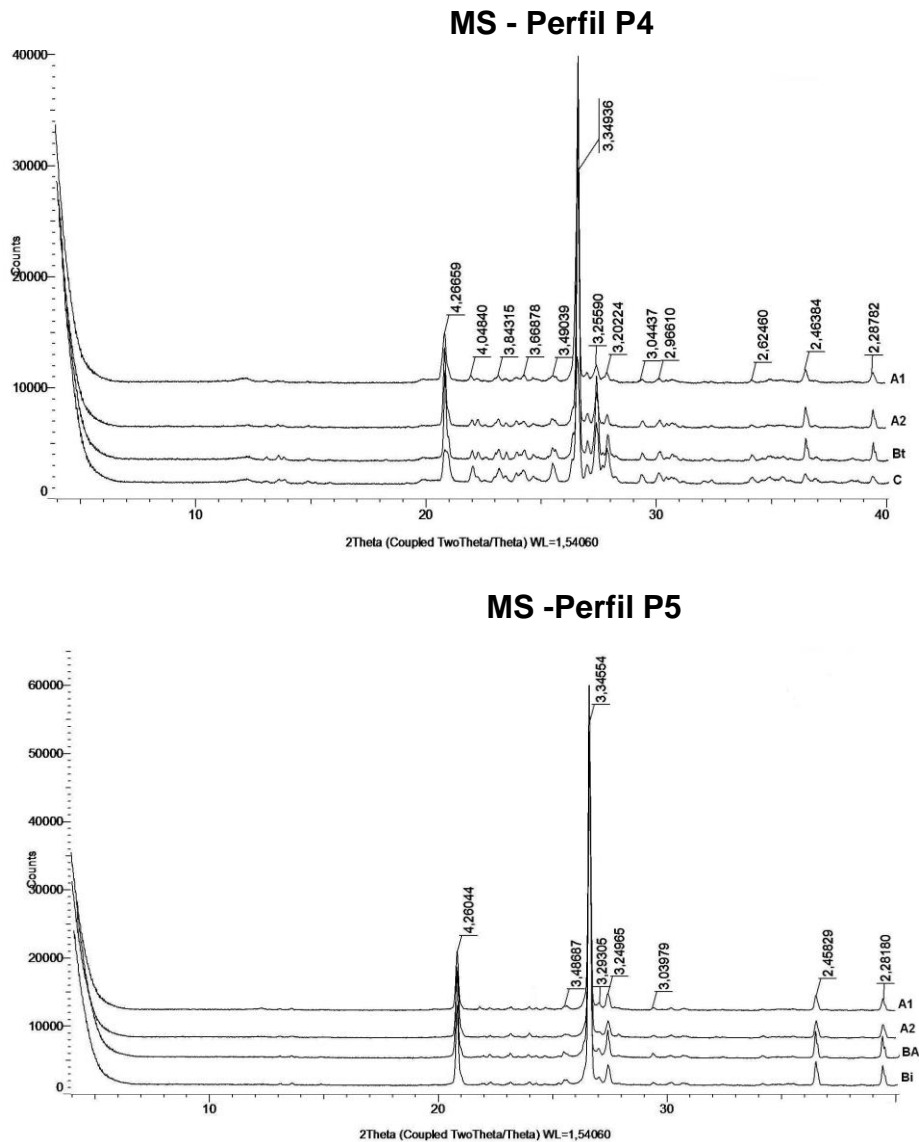 MS - Perfil P4
40000
30000
20000
10000
0
Counts
4,26659
4,04840
3,84315
3,66878
3,49039
3,34936
3,25590
3,20224
3,04437
2,96610
2,62460
2,46384
2,28782
A1
A2
Bt
C
10
20
30
40
2Theta (Coupled TwoTheta/Theta) WL=1,54060
MS -Perfil P5
60000
50000
40000
30000
20000
10000
0
Counts
4,26044
3,48687
3,34554
3,29305
3,24965
3,03979
2,45829
2,28180
A1
A2
BA
Bi
10
20
30
2Theta (Coupled TwoTheta/Theta) WL=1,54060